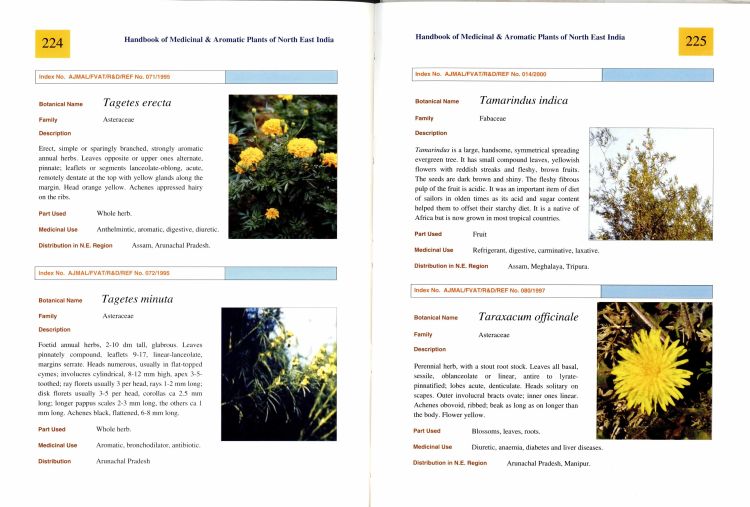 224
Handbook of Medicinal & Aromatic Plants of North East India
Index No. AJMAL/FVAT/R&D/REF No. 071/1995
Botanical Name Tagetes erecta
Family Asteraceae
Description
Erect, simple or sparingly branched, strongly aromatic
annual herbs. Leaves opposite or upper ones alternate,
pinnate; leaflets or segments lanceolate-oblong, acute,
remotely dentate at the top with yellow glands along the
margin. Head orange yellow. Achenes appressed hairy
on the ribs.
Part Used Whole herb.
Medicinal Use Anthelmintic, aromatic, digestive, diuretic.
Distribution in N.E. Region Assam, Arunachal Pradesh.
Index No. AJMAL/FVAT/R&D/REF No. 072/1995
Botanical Name Tagetes minuta
Family Asteraceae
Description
Foetid annual herbs, 2-10 dm tall, glabrous. Leaves
pinnately compound, leaflets 9-17, linear-lanceolate,
margins serrate. Heads numerous, usually in flat-topped
cymes; involucres cylindrical, 8-12 mm high, apex 3-5-
toothed; ray florets usually 3 per head, rays 1-2 mm long;
disk florets usually 3-5 per head, corollas ca 2.5 mm
long; longer pappus scales 2-3 mm long, the others ca 1
mm long. Achenes black, flattened, 6-8 mm long.
Part Used Whole herb.
Medicinal Use Aromatic, bronchodilator, antibiotic.
Distribution Arunachal Pradesh
Handbook of Medicinal & Aromatic Plants of North East India
225
Index No. AJMAL/FVAT/R&D/REF No. 014/2000
Botanical Name Tamarindus indica
Family Fabaceae
Description
Tamarindus is a large, handsome, symmetrical spreading
evergreen tree. It has small compound leaves, yellowish
flowers with reddish streaks and fleshy, brown fruits.
The seeds are dark brown and shiny. The fleshy fibrous
pulp of the fruit is acidic. It was an important item of diet
of sailors in olden times as its acid and sugar content
helped them to offset their starchy diet. It is a native of
Africa but is now grown in most tropical countries.
Part Used Fruit
Medicinal Use Refrigerant, digestive, carminative, laxative.
Distribution in N.E. Region Assam, Meghalaya, Tripura.
Index No. AJMAL/FVAT/R&D/REF No. 080/1997
Botanical Name Taraxacum officinale
Family Asteraceae
Description
Perennial herb, with a stout root stock. Leaves all basal,
sessile, oblanceolate or linear, antire to lyrate-
pinnatified; lobes acute, denticulate. Heads solitary on
scapes. Outer involucral bracts ovate; inner ones linear.
Achenes obovoid, ribbed; beak as long as on longer than
the body. Flower yellow.
Part Used Blossoms, leaves, roots.
Medicinal Use Diuretic, anaemia, diabetes and liver diseases.
Distribution in N.E. Region Arunachal Pradesh, Manipur.